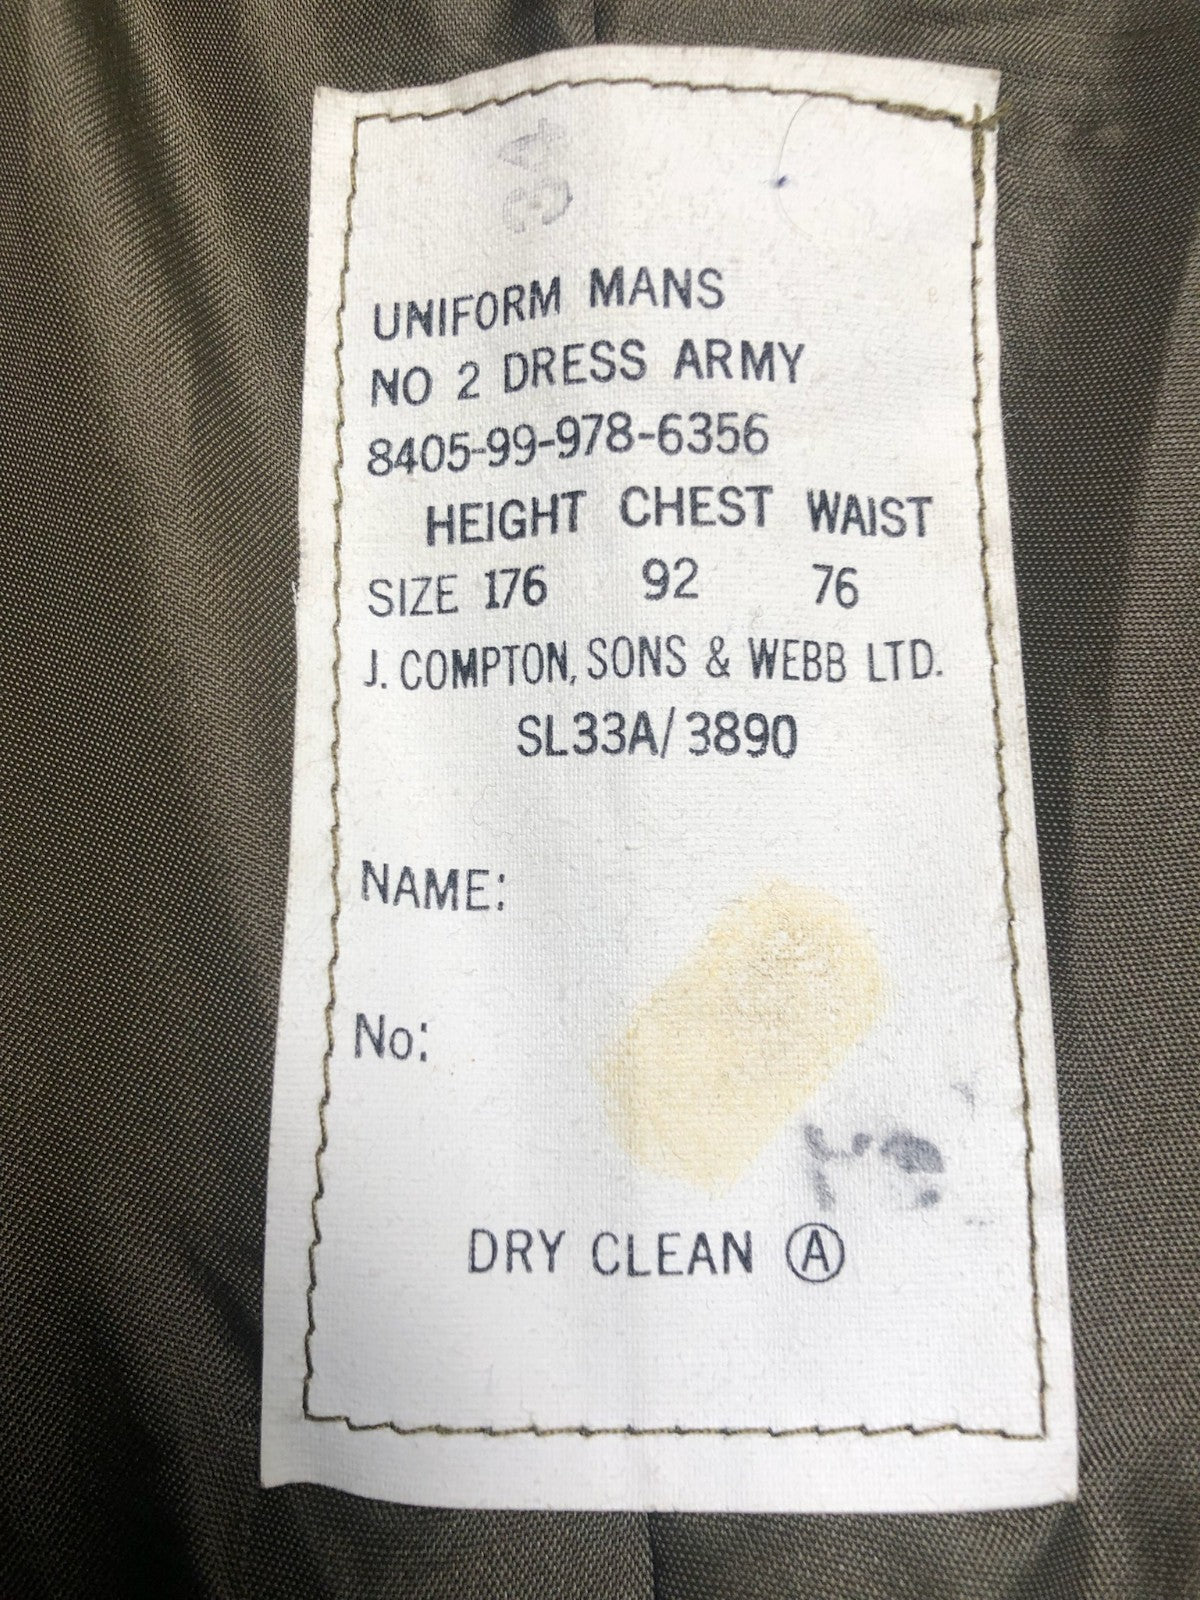 34
UNIFORM MANS
NO 2 DRESS ARMY
8405-99-978-6356
HEIGHT CHEST WAIST
SIZE 176 92 76
J. COMPTON, SONS & WEBB LTD.
SL33A/3890
NAME:
No:
DRY CLEAN Ⓐ